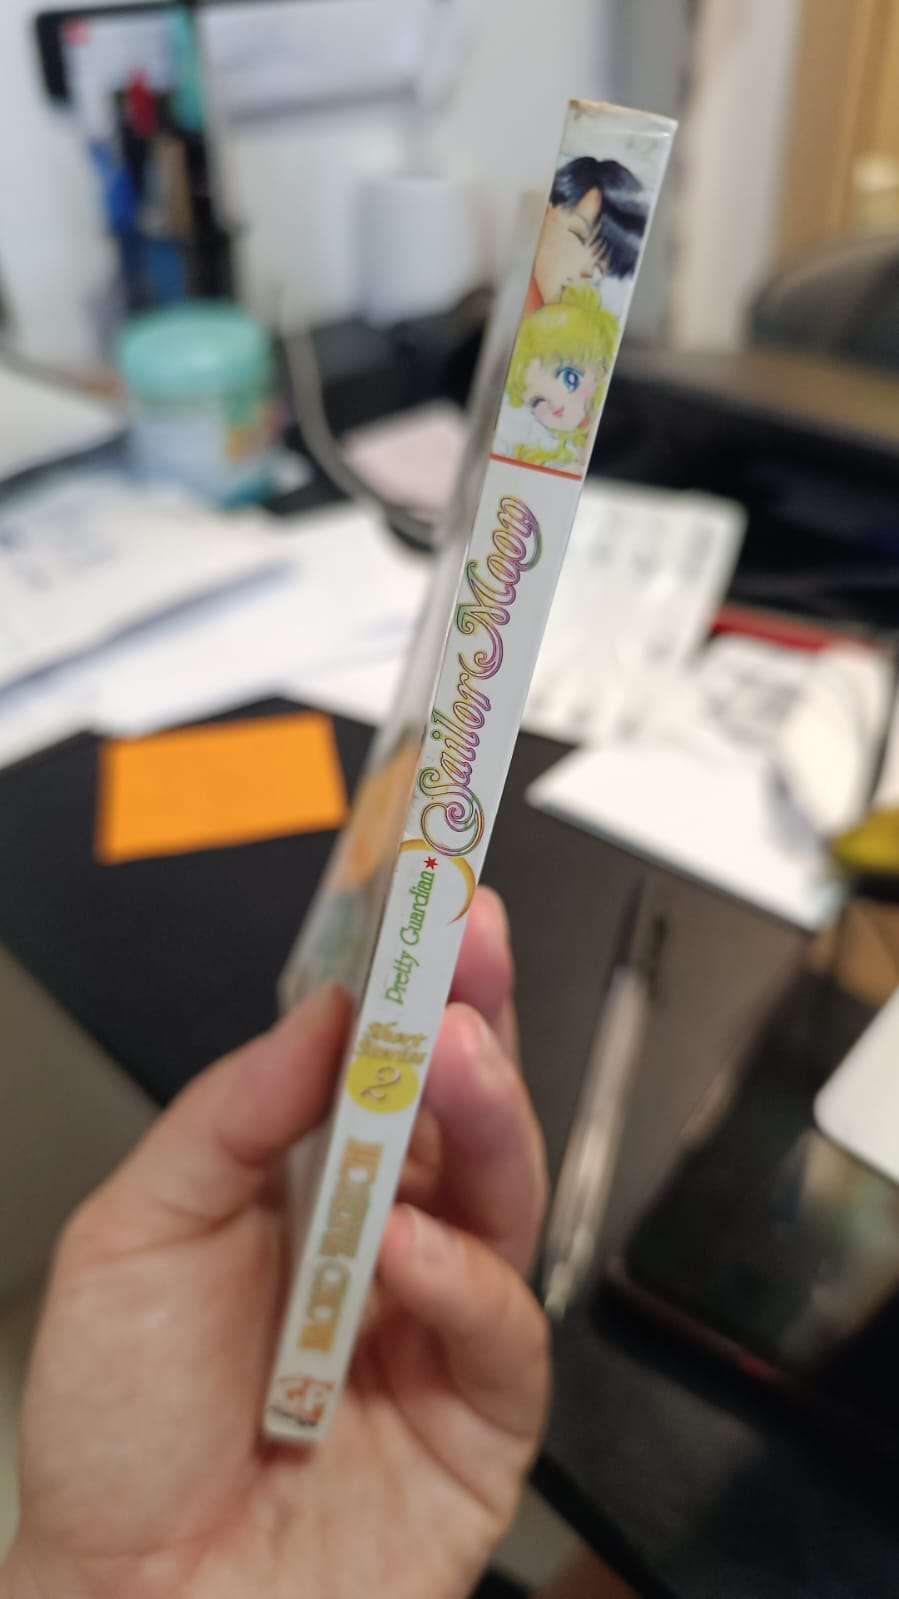 Pretty Guardian*
Sailor Moon
Short
Stories
2